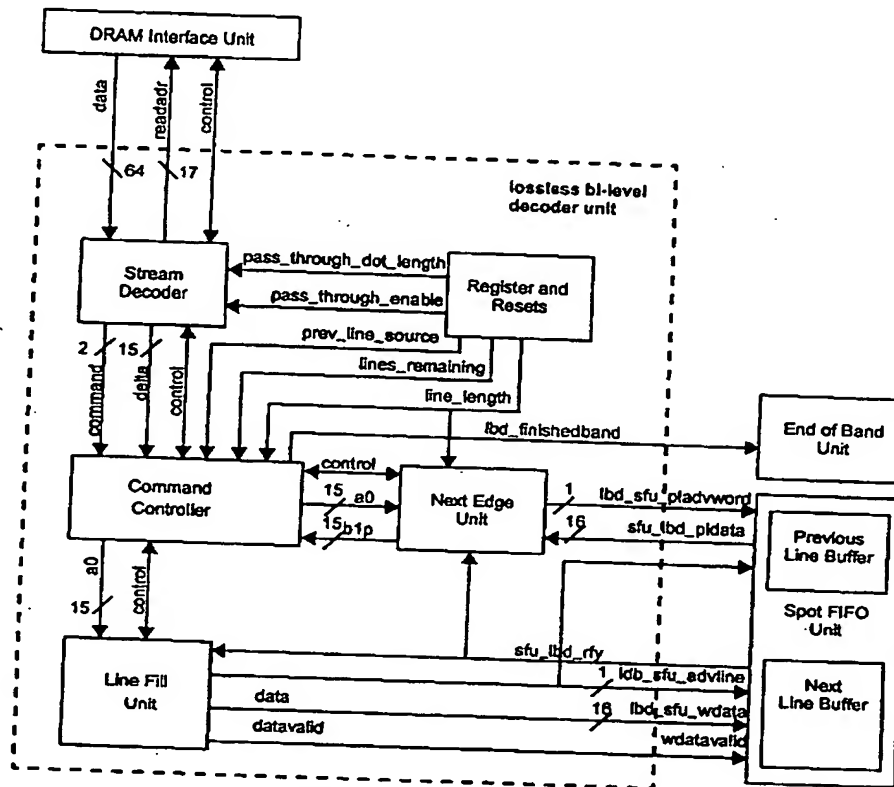 DRAM Interface Unit
data
readadr
control
64
17
lossless bi-level
decoder unit
Stream
Decoder
pass_through_dot_length
pass_through_enable
Register and
Resets
prev_line_source
lines_remaining
line_length
2
15
command
delta
control
lbd_finishedband
End of Band
Unit
Command
Controller
control
15
a0
15
b1p
Next Edge
Unit
1
lbd_sfu_pladvword
16
sfu_lbd_pldata
Previous
Line Buffer
Spot FIFO
Unit
a0
15
control
sfu_lbd_rfy
Line Fill
Unit
1
ldb_sfu_advline
data
16
lbd_sfu_wdata
datavalid
wdatavalid
Next
Line Buffer